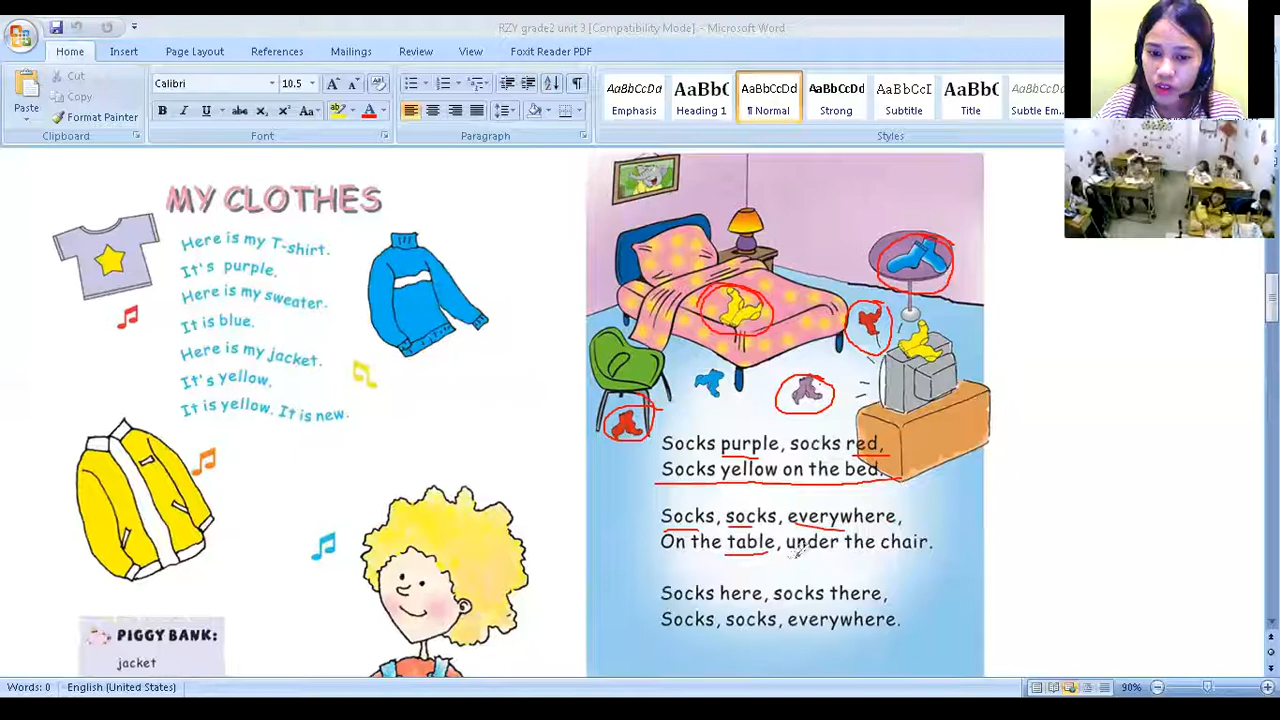 RZY grade2 unit 3 [Compatibility Mode] - Microsoft Word
Home Insert Page Layout References Mailings Review View Foxit Reader PDF
Paste
Cut
Copy
Format Painter
Clipboard
Calibri 10.5
Font
Paragraph
AaBbCcDd AaBbC AaBbCcDd AaBbCcDd AaBbCcI AaBbC AaBbCcDd
Emphasis Heading 1 ¶ Normal Strong Subtitle Title Subtle Em...
Styles
MY CLOTHES
Here is my T-shirt.
It's purple.
Here is my sweater.
It is blue.
Here is my jacket.
It's yellow.
It is yellow. It is new.
PIGGY BANK:
jacket
Socks purple, socks red,
Socks yellow on the bed,
Socks, socks, everywhere,
On the table, under the chair.
Socks here, socks there,
Socks, socks, everywhere.
Words: 0 English (United States) 90%